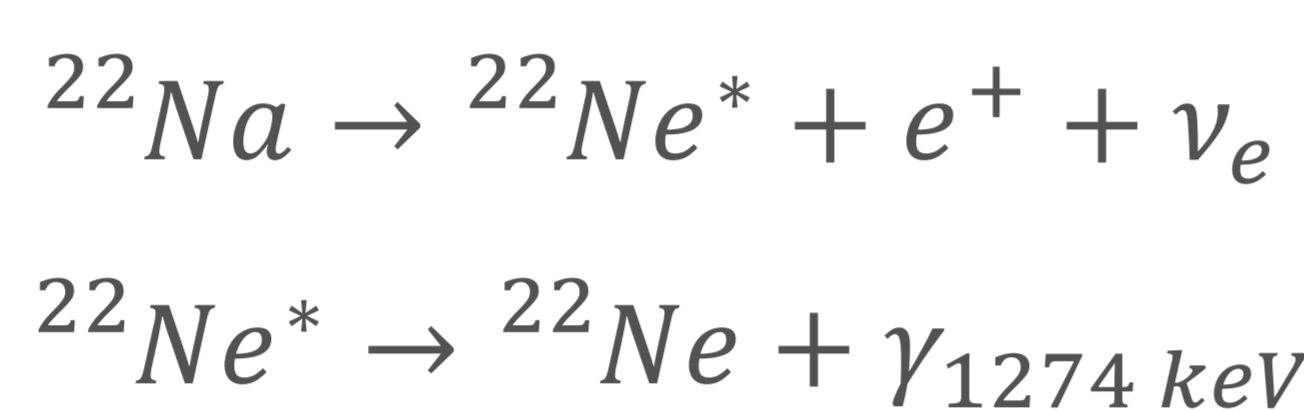 ²²Na → ²²Ne* + e⁺ + νₑ
²²Ne* → ²²Ne + γ₁₂₇₄ ₖₑV